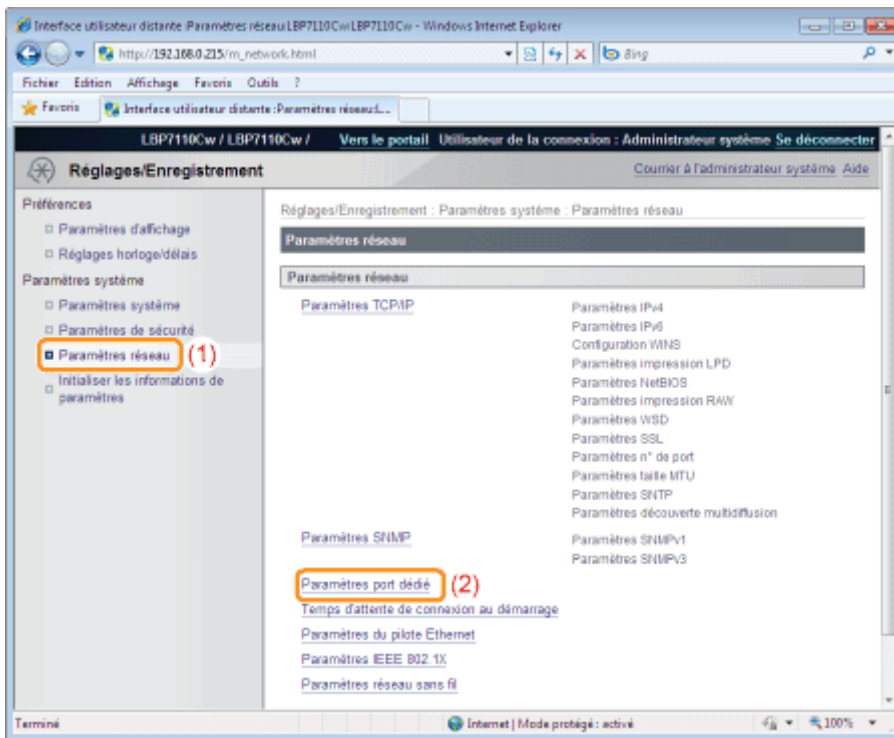 Interface utilisateur distante :Paramètres réseau:LBP7110Cw:LBP7110Cw - Windows Internet Explorer
http://192.168.0.215/m_network.html
Bing
Fichier Edition Affichage Favoris Outils ?
Favoris Interface utilisateur distante :Paramètres réseau:L...
LBP7110Cw / LBP7110Cw / Vers le portail Utilisateur de la connexion : Administrateur système Se déconnecter
Réglages/Enregistrement Courrier à l'administrateur système Aide
Préférences
Paramètres d'affichage
Réglages horloge/délais
Paramètres système
Paramètres système
Paramètres de sécurité
Paramètres réseau (1)
Initialiser les informations de
paramètres
Réglages/Enregistrement : Paramètres système : Paramètres réseau
Paramètres réseau
Paramètres réseau
Paramètres TCP/IP
Paramètres IPv4
Paramètres IPv6
Configuration WINS
Paramètres impression LPD
Paramètres NetBIOS
Paramètres impression RAW
Paramètres WSD
Paramètres SSL
Paramètres n° de port
Paramètres taille MTU
Paramètres SNTP
Paramètres découverte multidiffusion
Paramètres SNMP
Paramètres SNMPv1
Paramètres SNMPv3
Paramètres port dédié (2)
Temps d'attente de connexion au démarrage
Paramètres du pilote Ethernet
Paramètres IEEE 802.1X
Paramètres réseau sans fil
Terminé Internet | Mode protégé : activé 100%